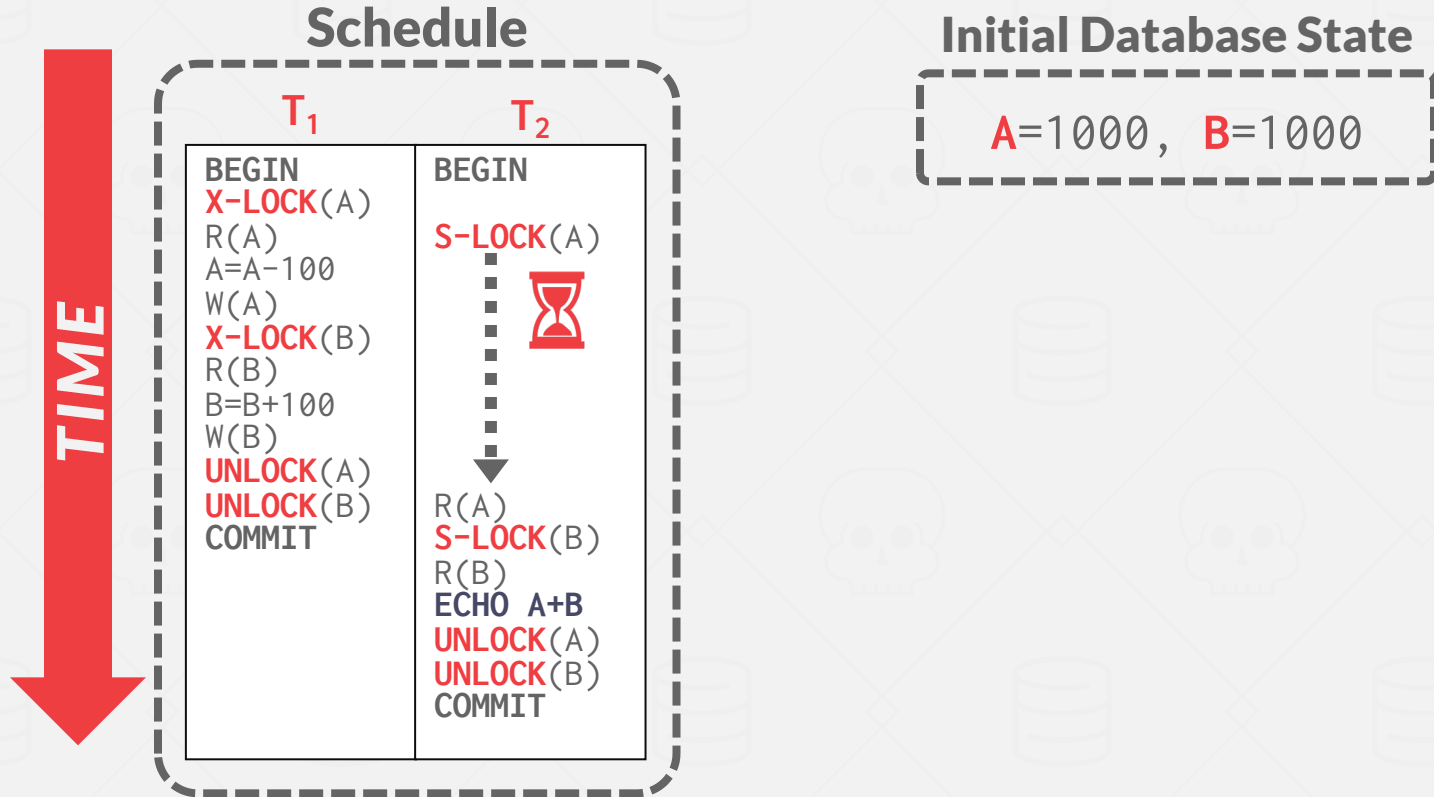 Schedule
Initial Database State
A=1000, B=1000
TIME
T₁
BEGIN
X-LOCK(A)
R(A)
A=A-100
W(A)
X-LOCK(B)
R(B)
B=B+100
W(B)
UNLOCK(A)
UNLOCK(B)
COMMIT
T₂
BEGIN
S-LOCK(A)
R(A)
S-LOCK(B)
R(B)
ECHO A+B
UNLOCK(A)
UNLOCK(B)
COMMIT